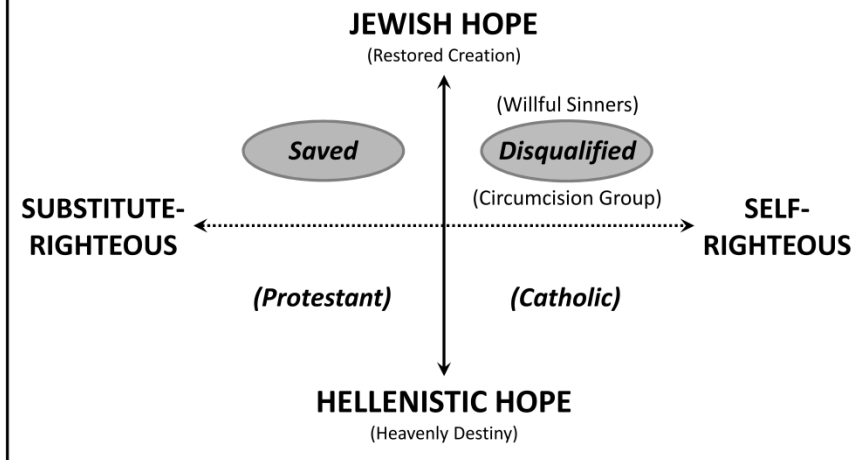 JEWISH HOPE
(Restored Creation)
(Willful Sinners)
Saved
Disqualified
(Circumcision Group)
SUBSTITUTE-
RIGHTEOUS
SELF-
RIGHTEOUS
(Protestant)
(Catholic)
HELLENISTIC HOPE
(Heavenly Destiny)